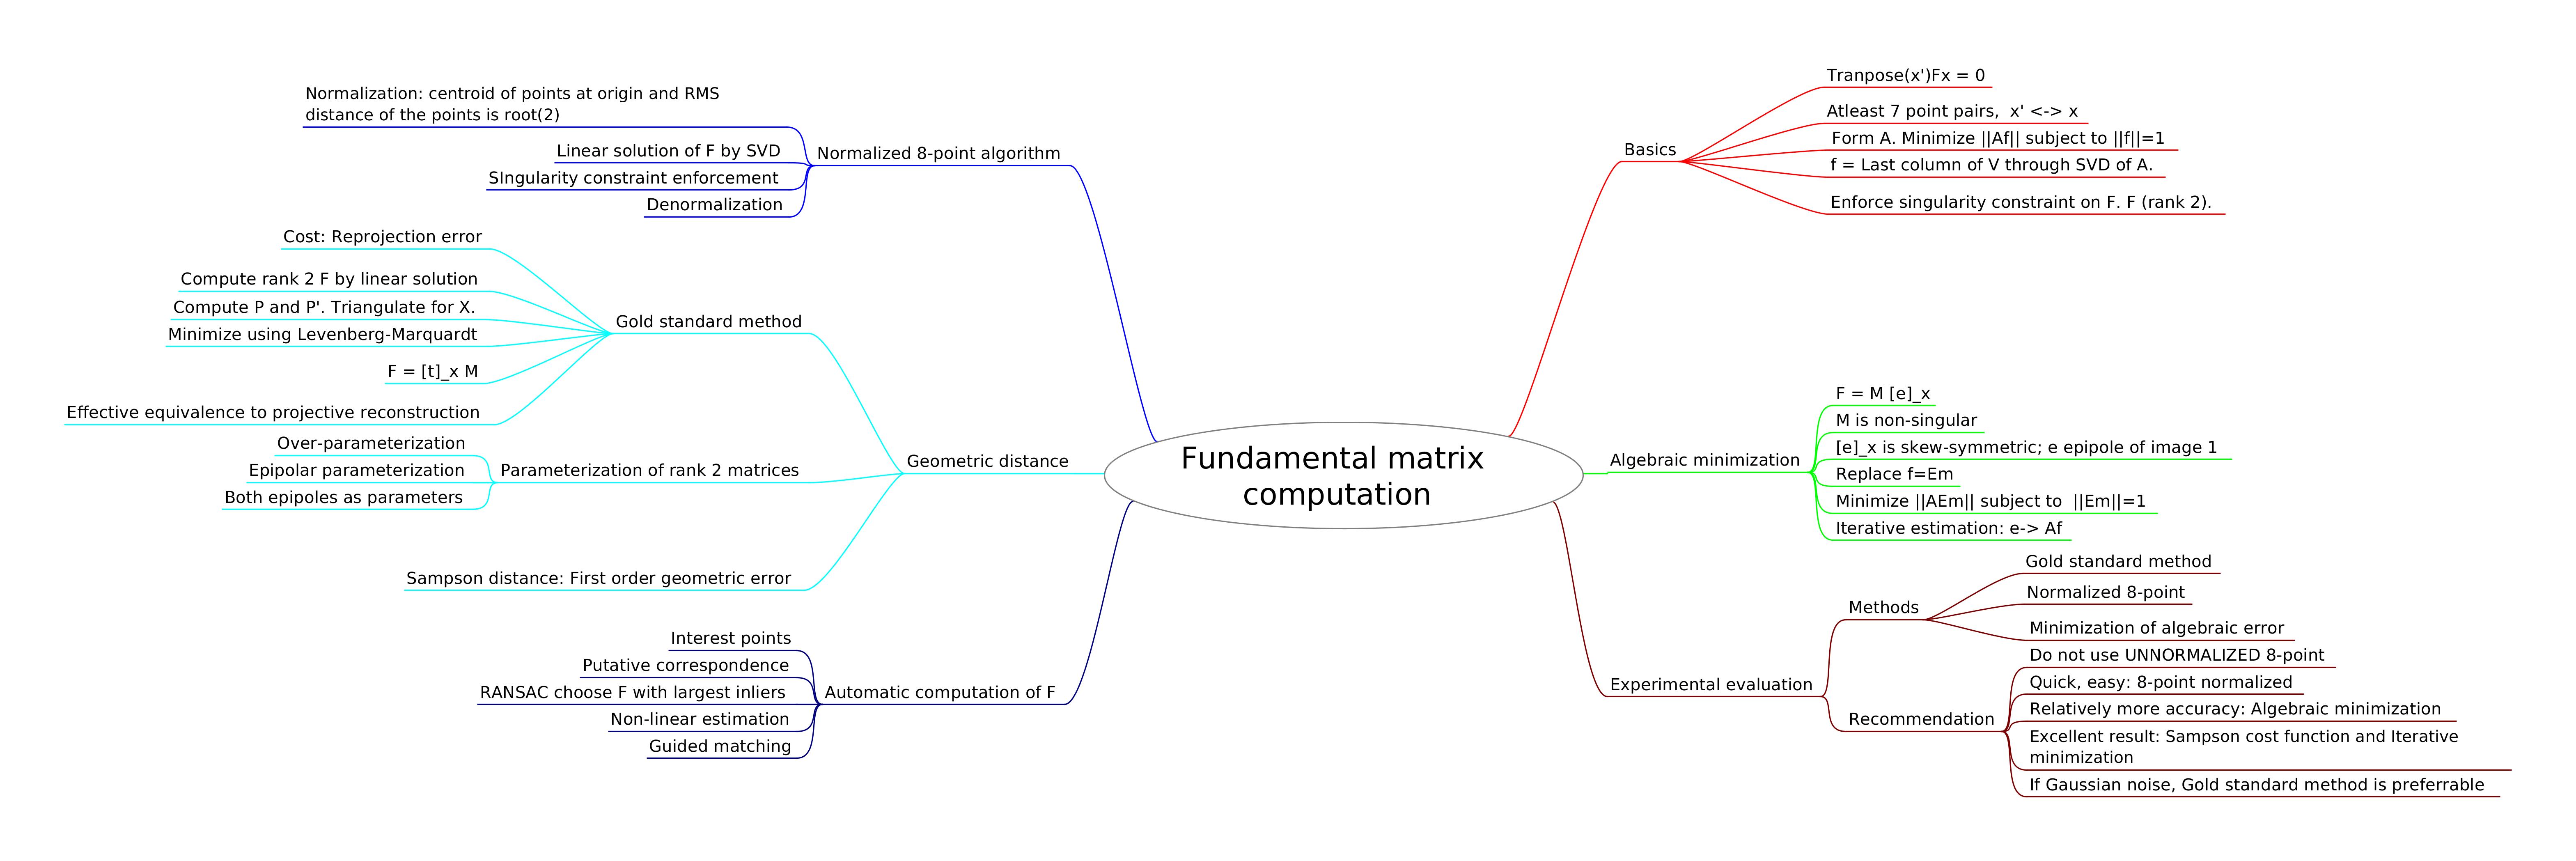 Fundamental matrix
computation
Normalized 8-point algorithm
Normalization: centroid of points at origin and RMS
distance of the points is root(2)
Linear solution of F by SVD
SIngularity constraint enforcement
Denormalization
Geometric distance
Gold standard method
Cost: Reprojection error
Compute rank 2 F by linear solution
Compute P and P'. Triangulate for X.
Minimize using Levenberg-Marquardt
F = [t]_x M
Effective equivalence to projective reconstruction
Parameterization of rank 2 matrices
Over-parameterization
Epipolar parameterization
Both epipoles as parameters
Sampson distance: First order geometric error
Automatic computation of F
Interest points
Putative correspondence
RANSAC choose F with largest inliers
Non-linear estimation
Guided matching
Basics
Tranpose(x')Fx = 0
Atleast 7 point pairs,  x' <-> x
Form A. Minimize ||Af|| subject to ||f||=1
f = Last column of V through SVD of A.
Enforce singularity constraint on F. F (rank 2).
Algebraic minimization
F = M [e]_x
M is non-singular
[e]_x is skew-symmetric; e epipole of image 1
Replace f=Em
Minimize ||AEm|| subject to  ||Em||=1
Iterative estimation: e-> Af
Experimental evaluation
Methods
Gold standard method
Normalized 8-point
Minimization of algebraic error
Recommendation
Do not use UNNORMALIZED 8-point
Quick, easy: 8-point normalized
Relatively more accuracy: Algebraic minimization
Excellent result: Sampson cost function and Iterative
minimization
If Gaussian noise, Gold standard method is preferrable